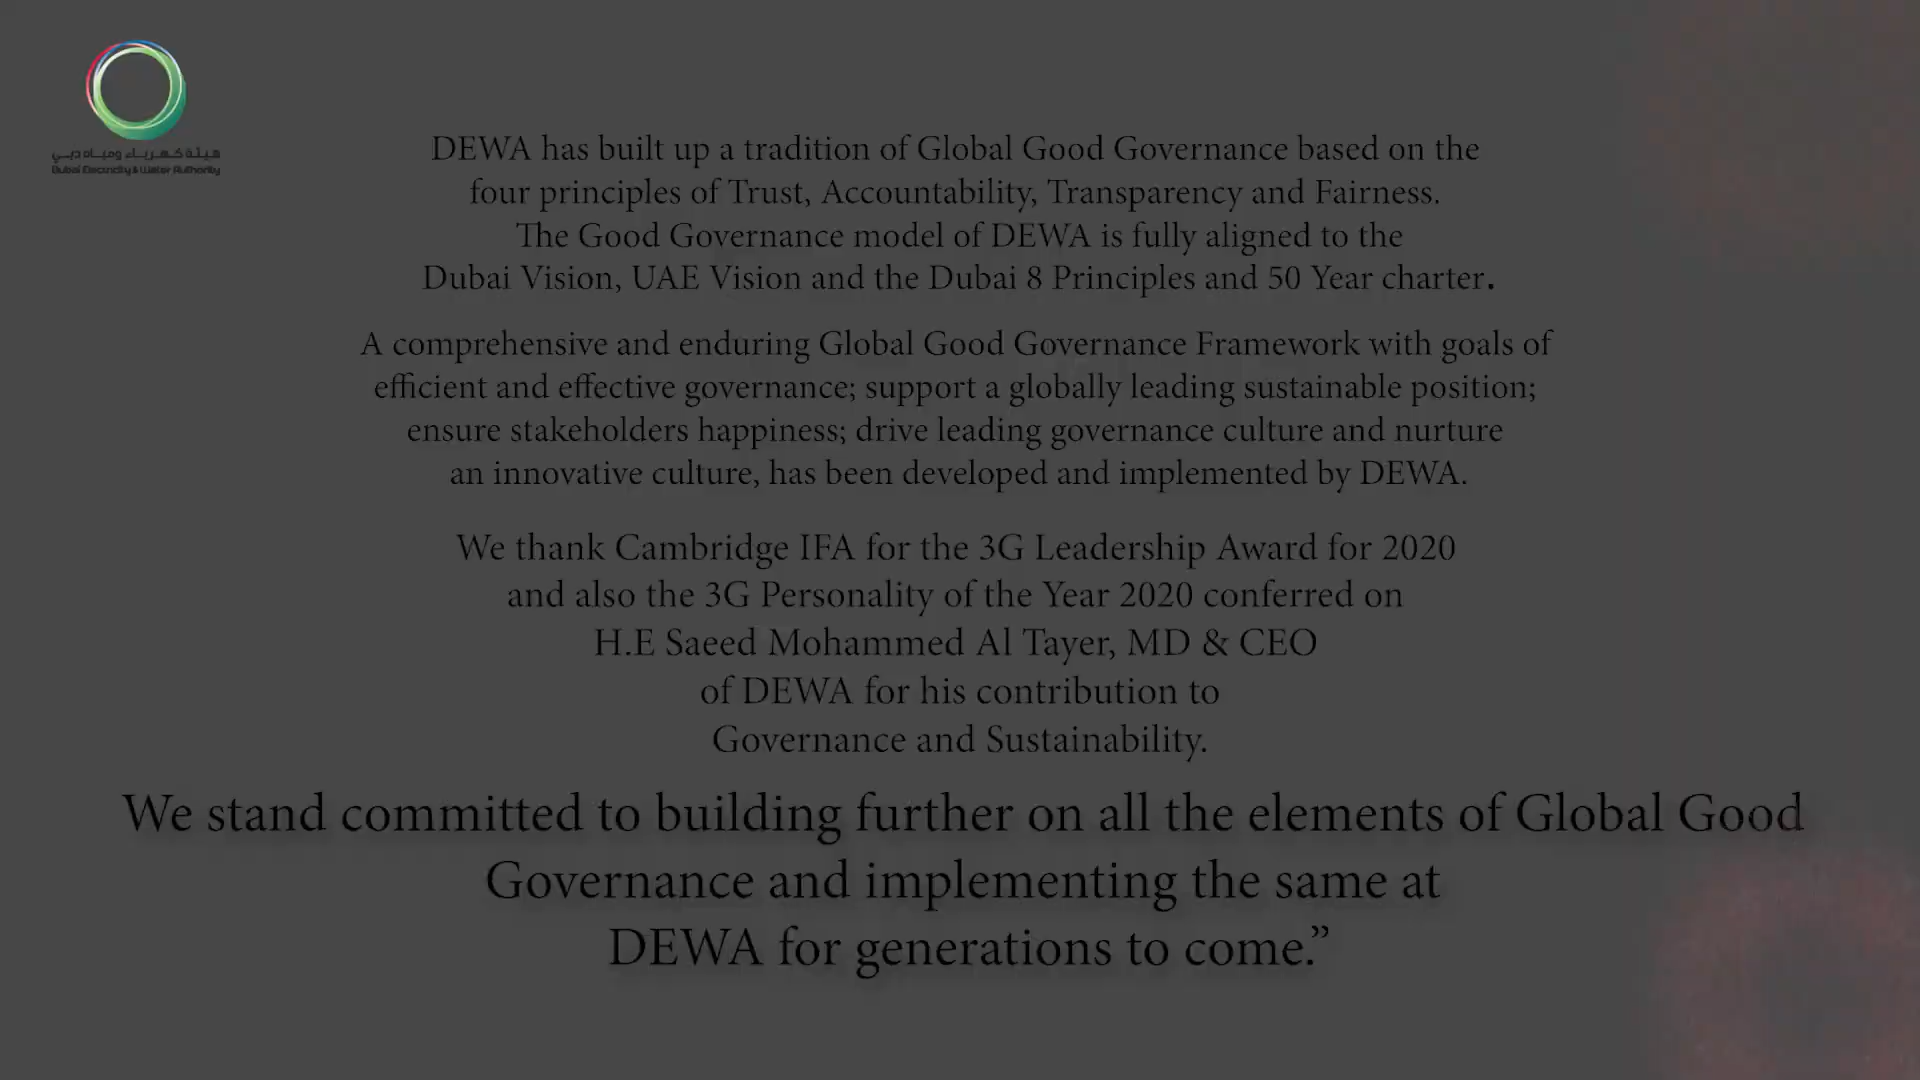 هيئة كهرباء ومياه دبي
Dubai Electricity & Water Authority
DEWA has built up a tradition of Global Good Governance based on the
four principles of Trust, Accountability, Transparency and Fairness.
The Good Governance model of DEWA is fully aligned to the
Dubai Vision, UAE Vision and the Dubai 8 Principles and 50 Year charter.
A comprehensive and enduring Global Good Governance Framework with goals of
efficient and effective governance; support a globally leading sustainable position;
ensure stakeholders happiness; drive leading governance culture and nurture
an innovative culture, has been developed and implemented by DEWA.
We thank Cambridge IFA for the 3G Leadership Award for 2020
and also the 3G Personality of the Year 2020 conferred on
H.E Saeed Mohammed Al Tayer, MD & CEO
of DEWA for his contribution to
Governance and Sustainability.
We stand committed to building further on all the elements of Global Good
Governance and implementing the same at
DEWA for generations to come.”